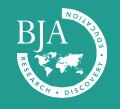 BJA
RESEARCH • DISCOVERY • EDUCATION